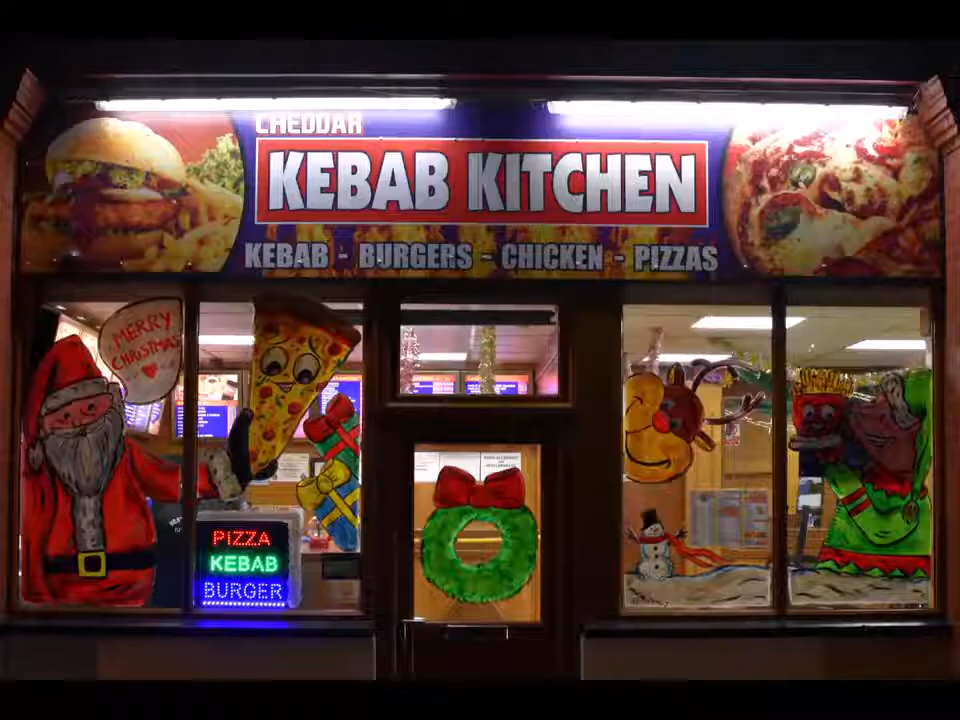 CHEDDAR
KEBAB KITCHEN
KEBAB - BURGERS - CHICKEN - PIZZAS
MERRY
CHRISTMAS
PIZZA
KEBAB
BURGER